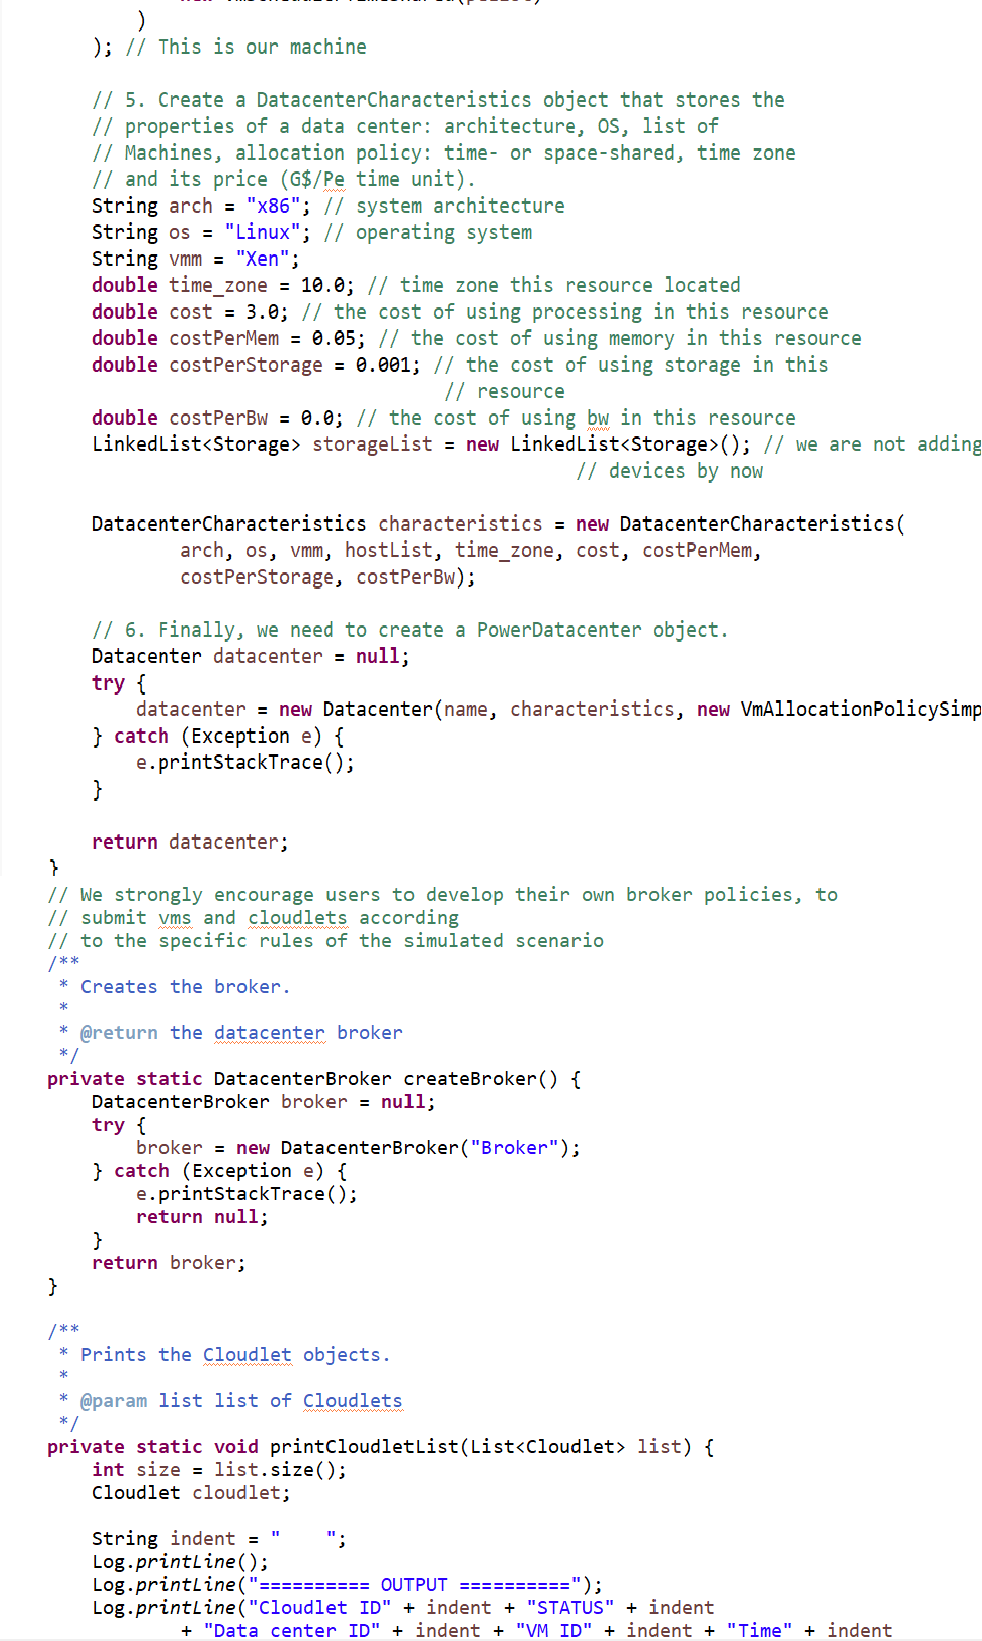 )
); // This is our machine
// 5. Create a DatacenterCharacteristics object that stores the
// properties of a data center: architecture, OS, list of
// Machines, allocation policy: time- or space-shared, time zone
// and its price (G$/Pe time unit).
String arch = "x86"; // system architecture
String os = "Linux"; // operating system
String vmm = "Xen";
double time_zone = 10.0; // time zone this resource located
double cost = 3.0; // the cost of using processing in this resource
double costPerMem = 0.05; // the cost of using memory in this resource
double costPerStorage = 0.001; // the cost of using storage in this
// resource
double costPerBw = 0.0; // the cost of using bw in this resource
LinkedList<Storage> storageList = new LinkedList<Storage>(); // we are not adding
// devices by now
DatacenterCharacteristics characteristics = new DatacenterCharacteristics(
arch, os, vmm, hostList, time_zone, cost, costPerMem,
costPerStorage, costPerBw);
// 6. Finally, we need to create a PowerDatacenter object.
Datacenter datacenter = null;
try {
datacenter = new Datacenter(name, characteristics, new VmAllocationPolicySimp
} catch (Exception e) {
e.printStackTrace();
}
return datacenter;
}
// We strongly encourage users to develop their own broker policies, to
// submit vms and cloudlets according
// to the specific rules of the simulated scenario
/**
* Creates the broker.
*
* @return the datacenter broker
*/
private static DatacenterBroker createBroker() {
DatacenterBroker broker = null;
try {
broker = new DatacenterBroker("Broker");
} catch (Exception e) {
e.printStackTrace();
return null;
}
return broker;
}
/**
* Prints the Cloudlet objects.
*
* @param list list of Cloudlets
*/
private static void printCloudletList(List<Cloudlet> list) {
int size = list.size();
Cloudlet cloudlet;
String indent = "    ";
Log.printLine();
Log.printLine("========== OUTPUT ==========");
Log.printLine("Cloudlet ID" + indent + "STATUS" + indent
+ "Data center ID" + indent + "VM ID" + indent + "Time" + indent